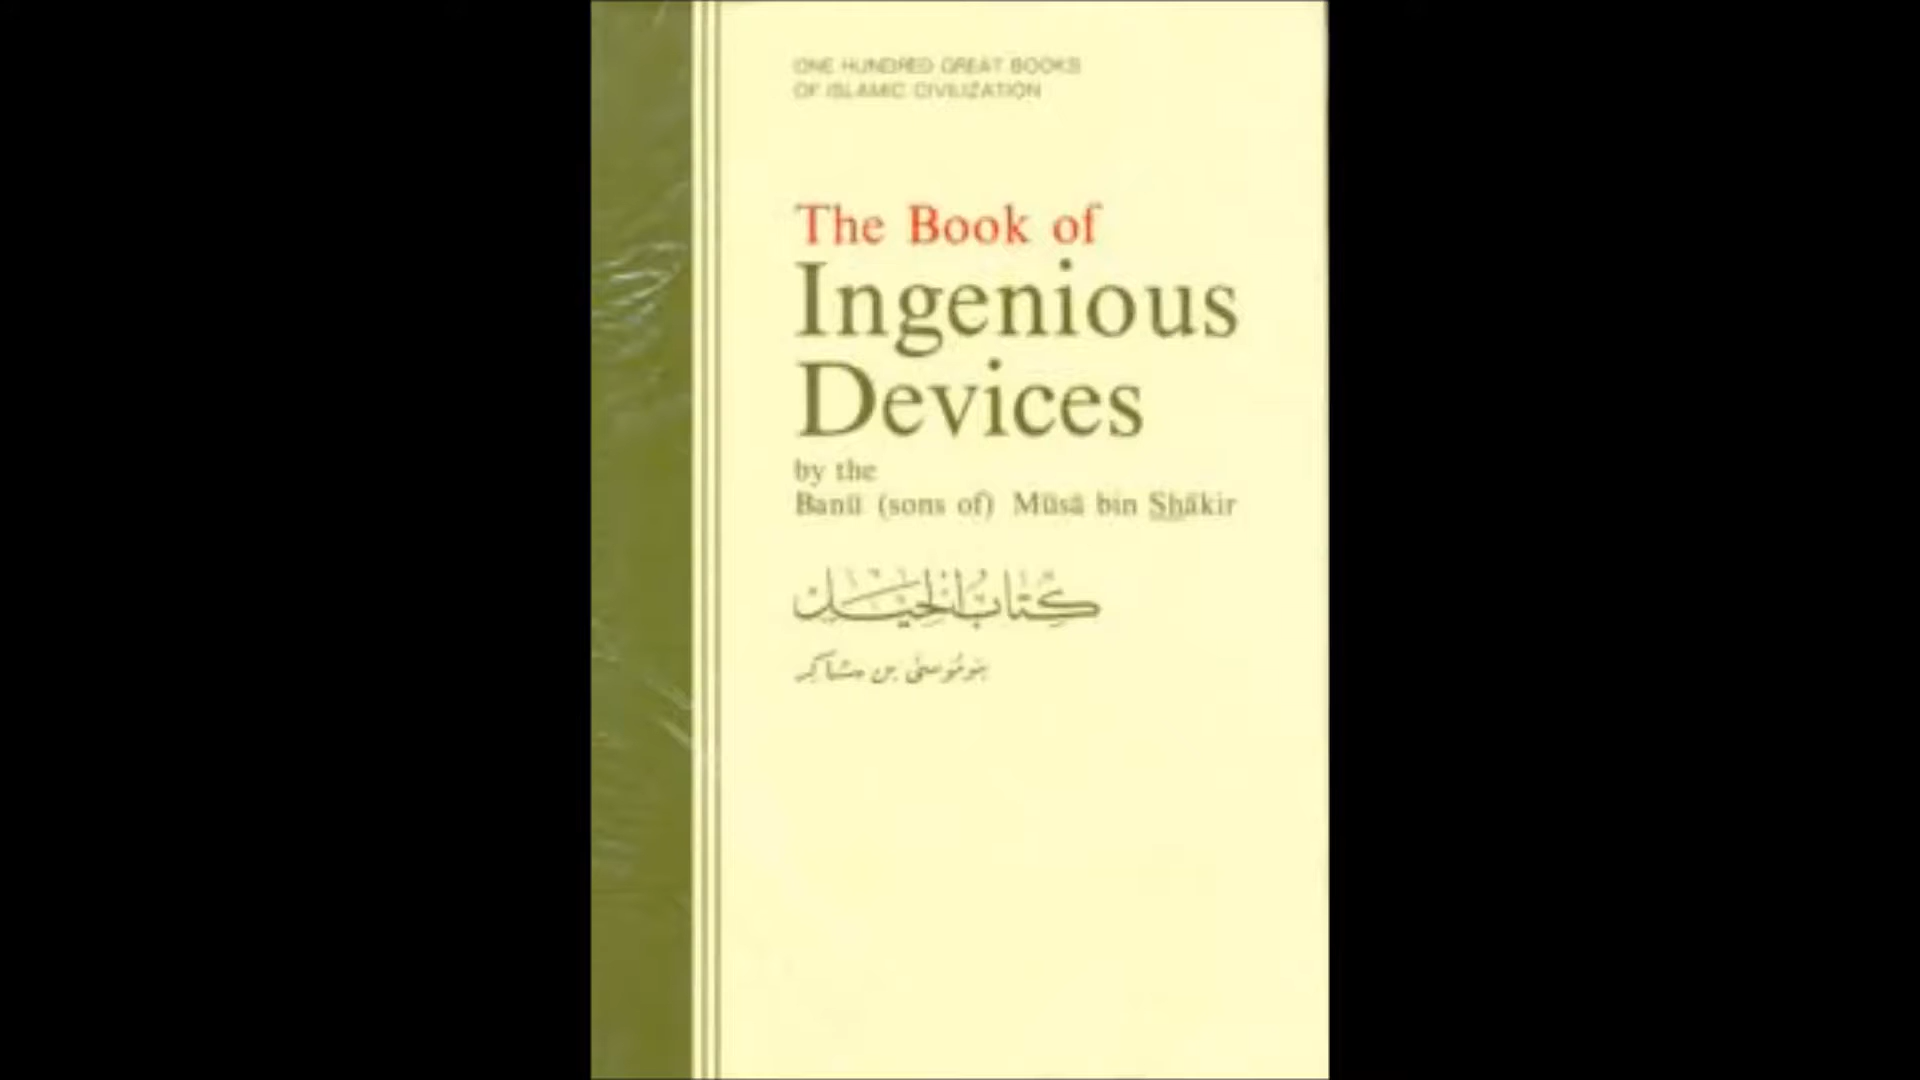 ONE HUNDRED GREAT BOOKS
OF ISLAMIC CIVILIZATION
The Book of
Ingenious
Devices
by the
Banū (sons of) Mūsā bin Shākir
كتاب الحيل
بنو موسى بن شاكر